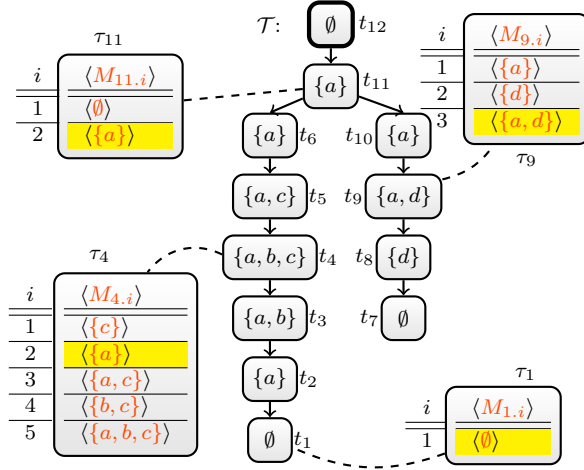 𝒯: ∅ t₁₂
{a} t₁₁
{a} t₆
t₁₀ {a}
{a, c} t₅
t₉ {a, d}
{a, b, c} t₄
t₈ {d}
{a, b} t₃
t₇ ∅
{a} t₂
∅ t₁
τ₁₁
i ⟨M₁₁.ᵢ⟩
1 ⟨∅⟩
2 ⟨{a}⟩
i ⟨M₉.ᵢ⟩
1 ⟨{a}⟩
2 ⟨{d}⟩
3 ⟨{a, d}⟩
τ₉
τ₄
i ⟨M₄.ᵢ⟩
1 ⟨{c}⟩
2 ⟨{a}⟩
3 ⟨{a, c}⟩
4 ⟨{b, c}⟩
5 ⟨{a, b, c}⟩
τ₁
i ⟨M₁.ᵢ⟩
1 ⟨∅⟩